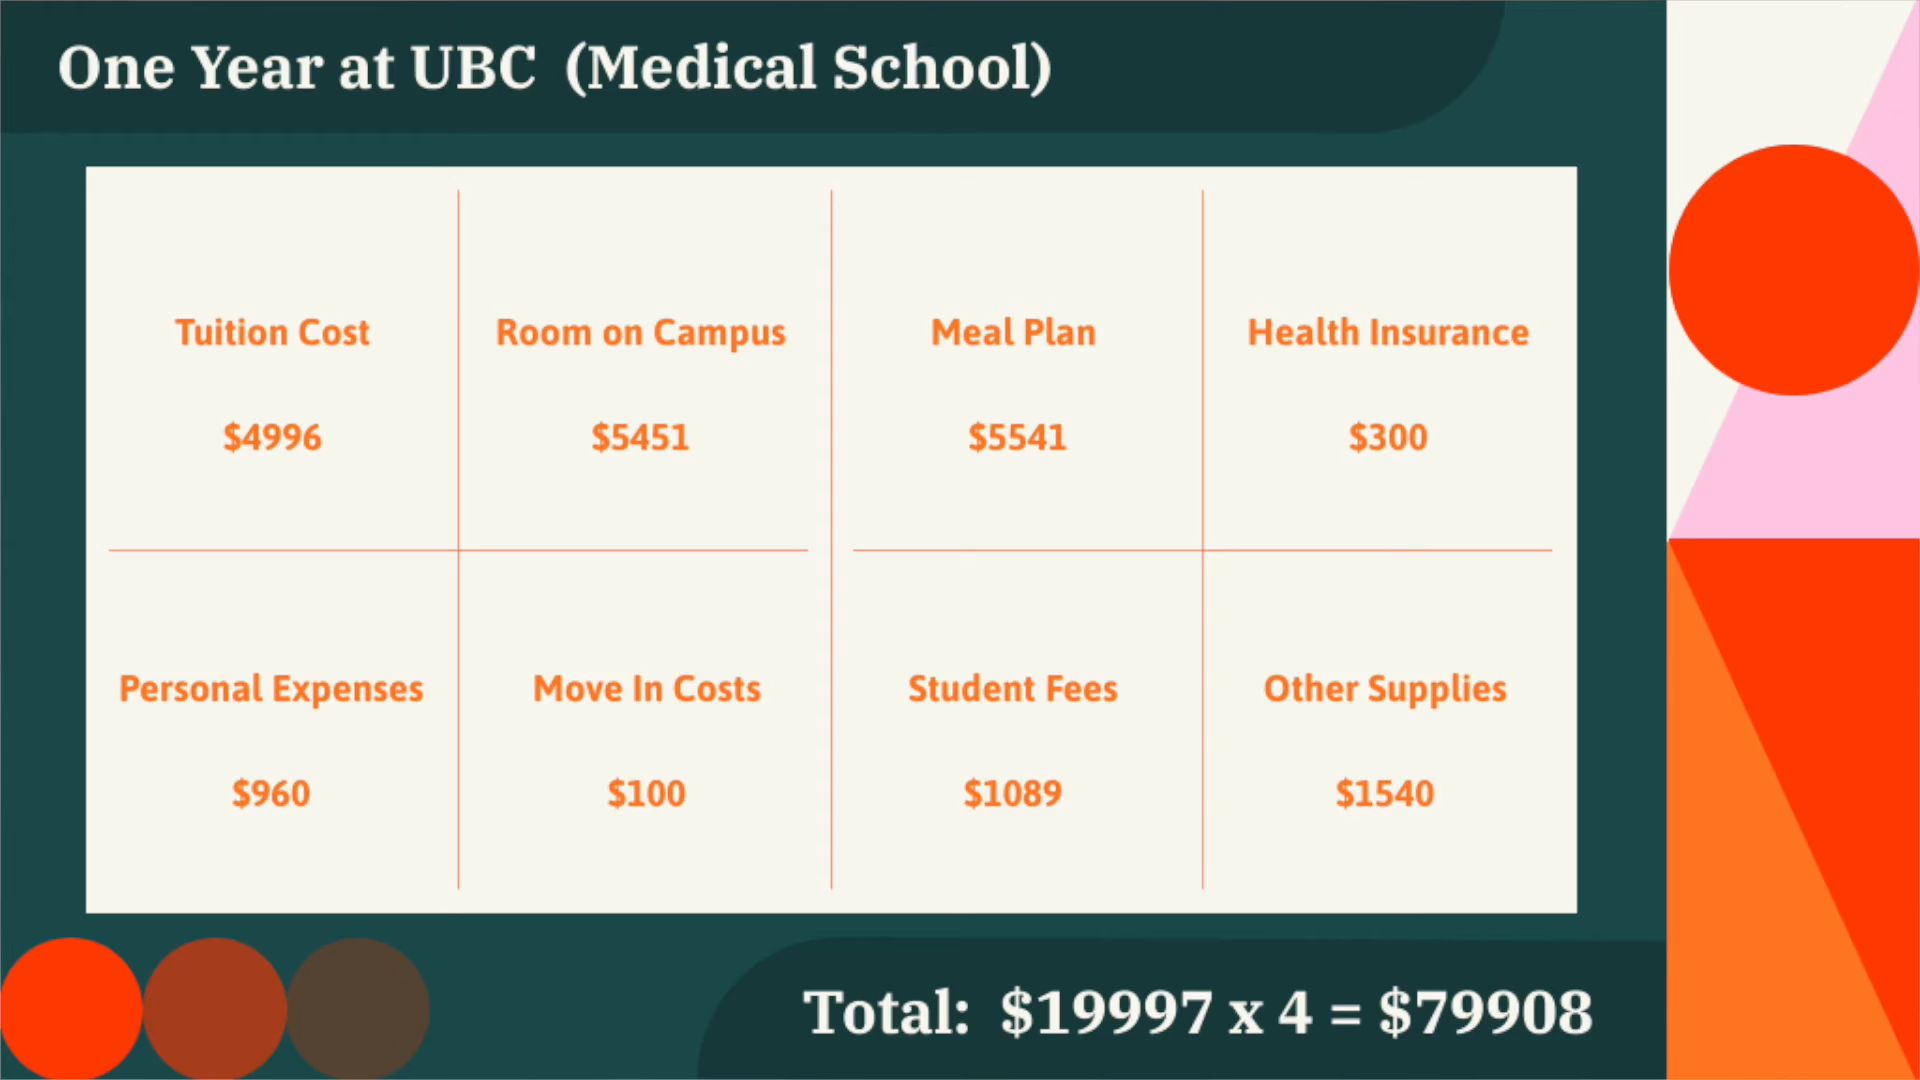 One Year at UBC (Medical School)
Tuition Cost
$4996
Room on Campus
$5451
Meal Plan
$5541
Health Insurance
$300
Personal Expenses
$960
Move In Costs
$100
Student Fees
$1089
Other Supplies
$1540
Total: $19997 x 4 = $79908